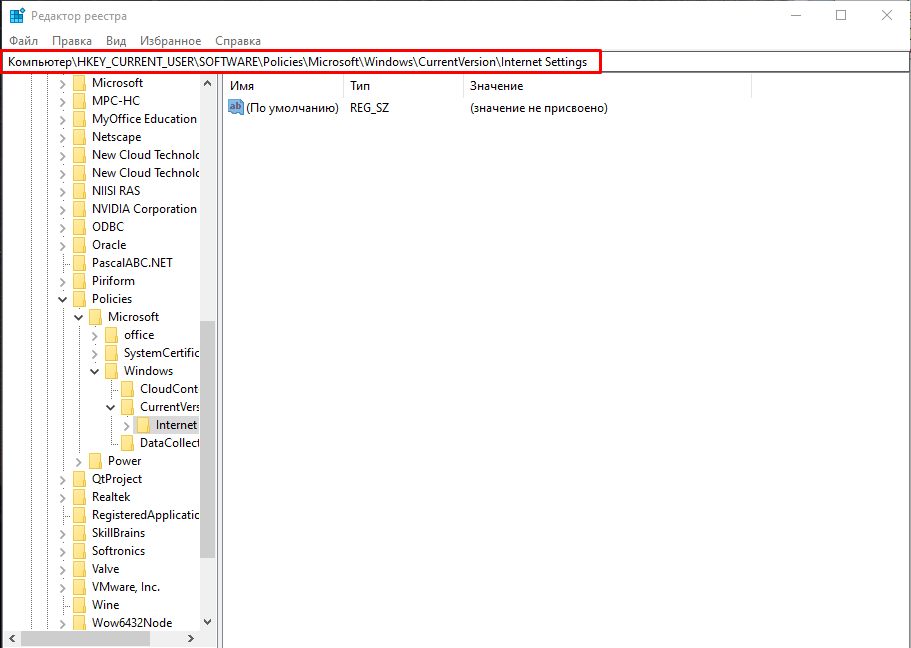 Редактор реестра
Файл Правка Вид Избранное Справка
Компьютер\HKEY_CURRENT_USER\SOFTWARE\Policies\Microsoft\Windows\CurrentVersion\Internet Settings
Имя Тип Значение
ab (По умолчанию) REG_SZ (значение не присвоено)
Microsoft
MPC-HC
MyOffice Education
Netscape
New Cloud Technolo
New Cloud Technolo
NIISI RAS
NVIDIA Corporation
ODBC
Oracle
PascalABC.NET
Piriform
Policies
Microsoft
office
SystemCertific
Windows
CloudCont
CurrentVers
Internet
DataCollect
Power
QtProject
Realtek
RegisteredApplicatio
SkillBrains
Softronics
Valve
VMware, Inc.
Wine
Wow6432Node